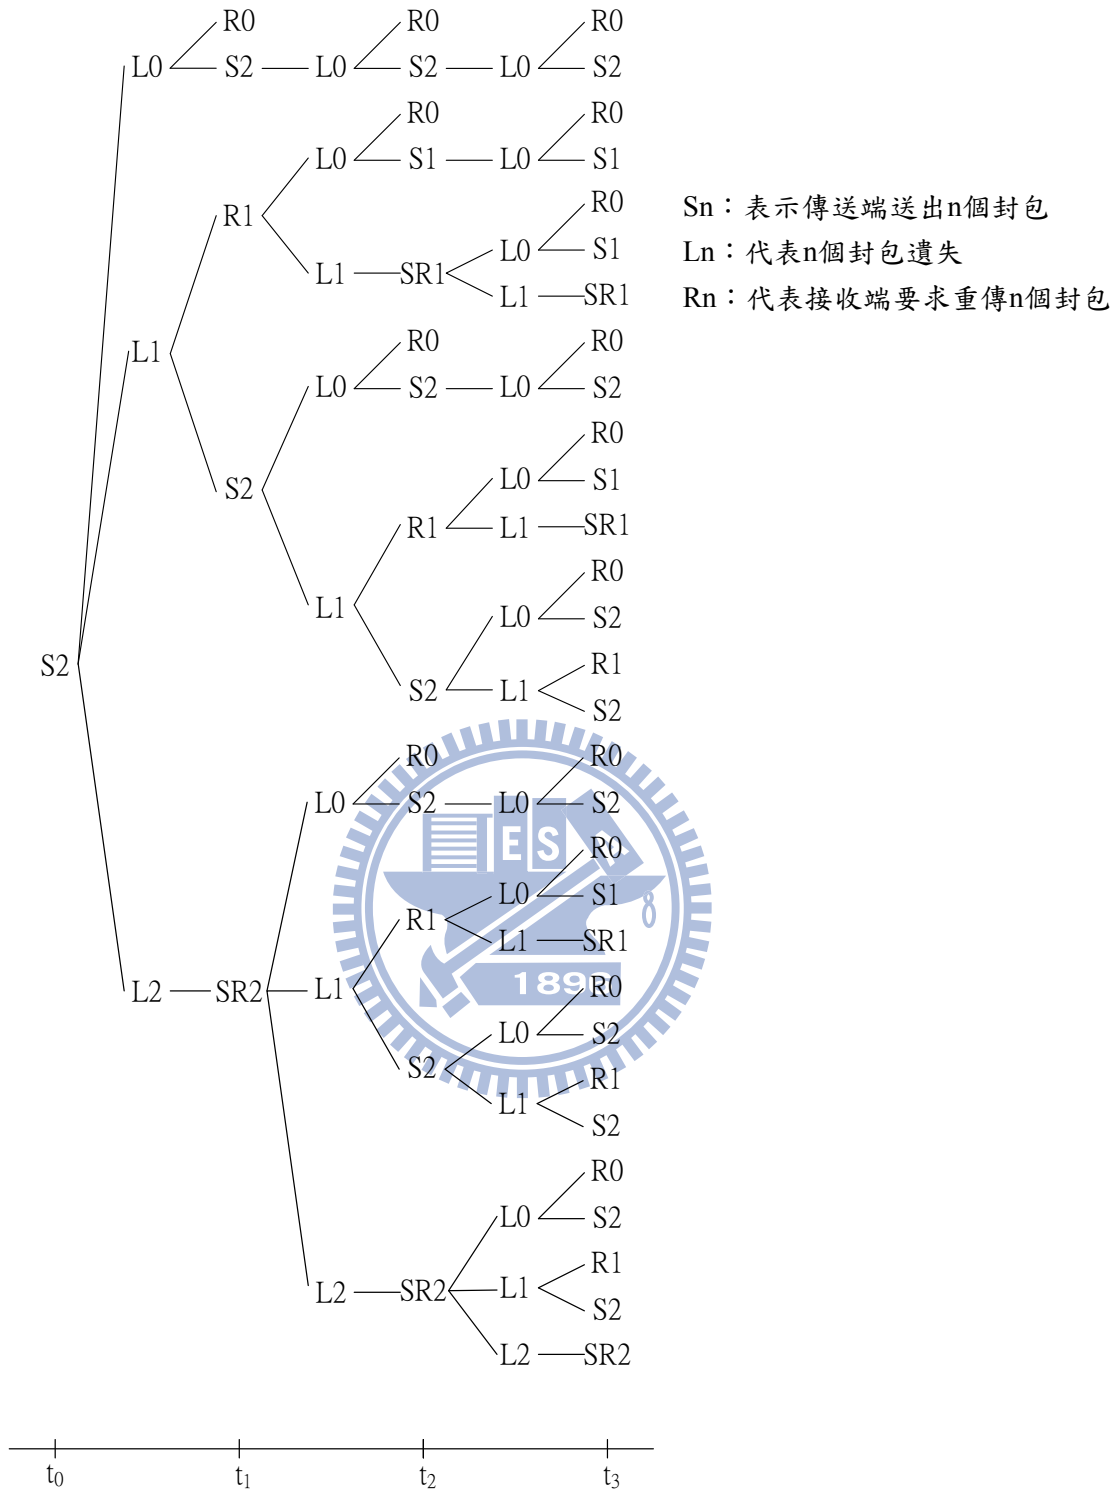 R0 R0 R0
L0 S2 L0 S2 L0 S2
R0 R0
L0 S1 L0 S1
R0
R1 Sn：表示傳送端送出n個封包
L0 S1 Ln：代表n個封包遺失
L1 SR1
L1 SR1 Rn：代表接收端要求重傳n個封包
R0 R0
L1
L0 S2 L0 S2
R0
L0 S1
S2
R1 L1 SR1
R0
L1 L0 S2
S2 R1
S2 L1
S2
R0 R0
L0 S2 L0 S2
ES
R0
L0 S1
R1
L1 SR1
L2 SR2 L1 R0
L0 S2
S2 R1
L1
S2
R0
L0 S2
R1
L2 SR2 L1
S2
L2 SR2
t0 t1 t2 t3